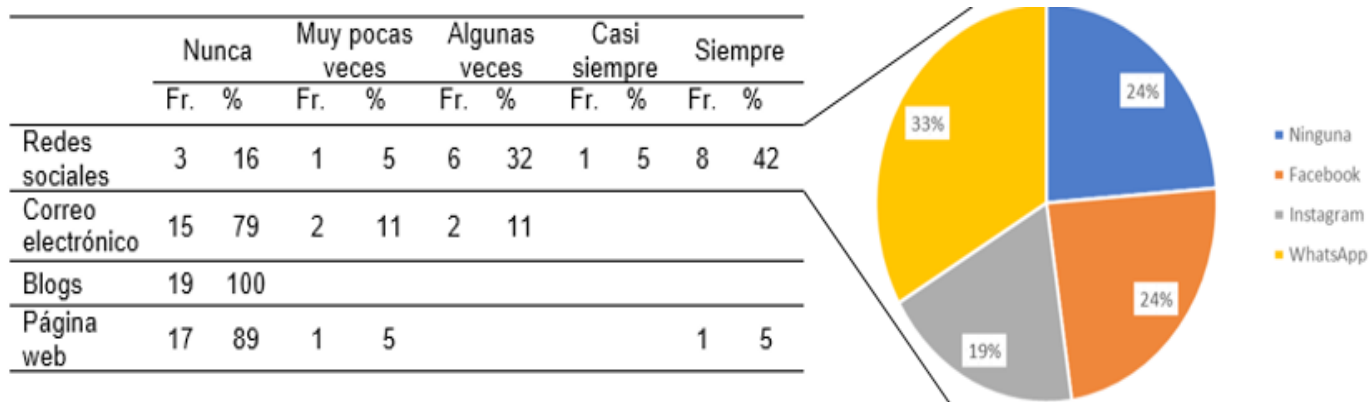 Nunca Muy pocas veces Algunas veces Casi siempre Siempre
Fr. % Fr. % Fr. % Fr. % Fr. %
Redes sociales 3 16 1 5 6 32 1 5 8 42
Correo electrónico 15 79 2 11 2 11
Blogs 19 100
Página web 17 89 1 5 1 5
24%
33%
24%
19%
Ninguna
Facebook
Instagram
WhatsApp